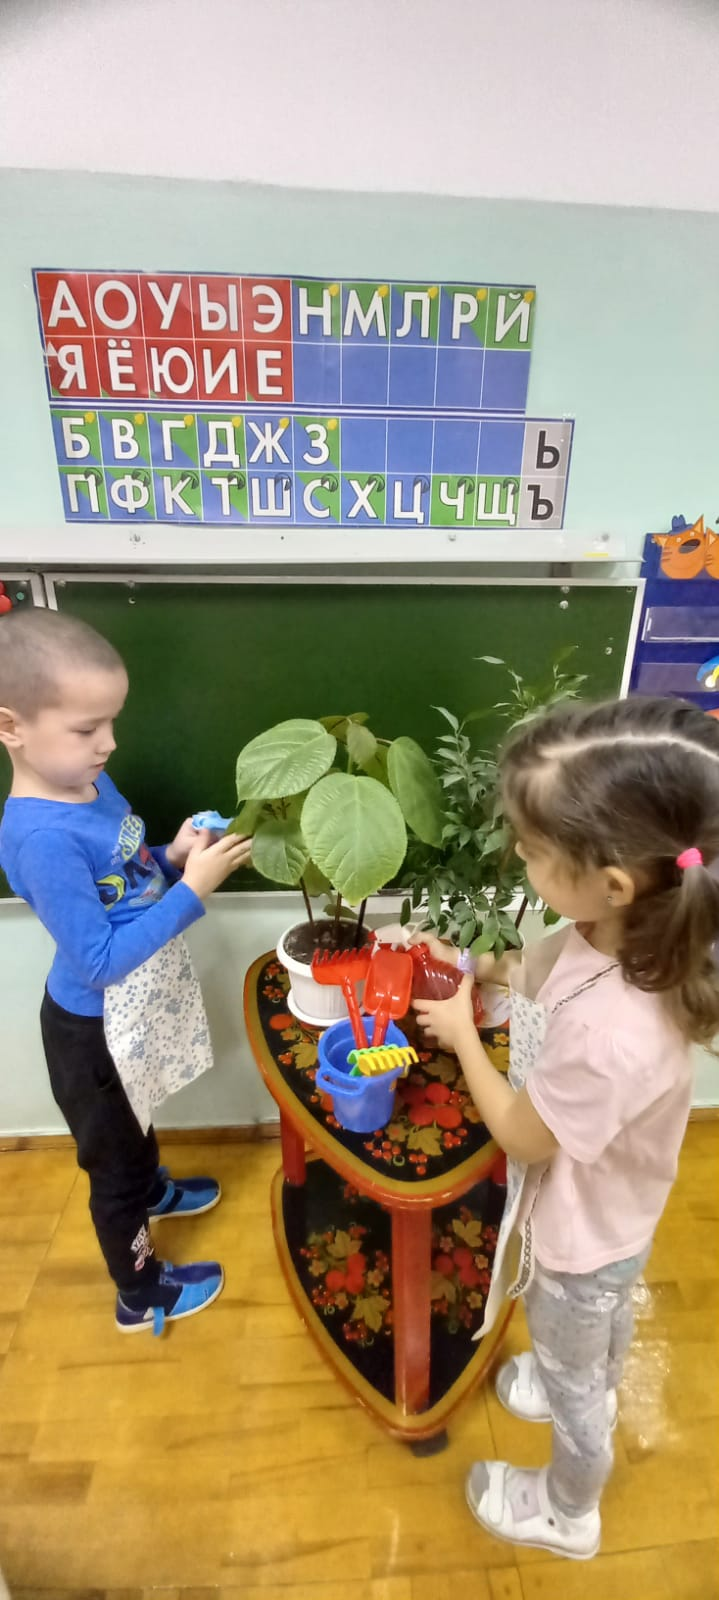 А О У Ы Э Н М Л Р Й
Я Ё Ю И Е
Б В Г Д Ж З Ь
П Ф К Т Ш С Х Ц Ч Щ Ъ